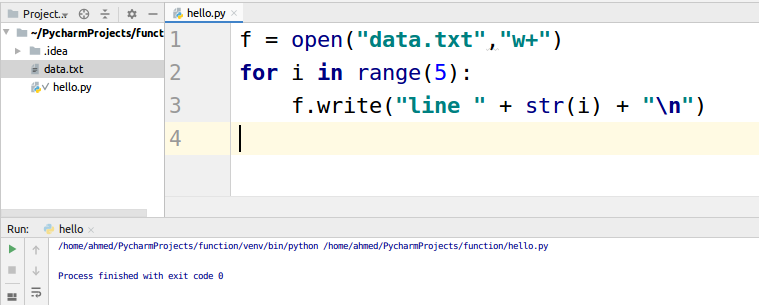 Project..
hello.py
~/PycharmProjects/funct
.idea
data.txt
hello.py
1 f = open("data.txt","w+")
2 for i in range(5):
3     f.write("line " + str(i) + "\n")
4
Run: hello
/home/ahmed/PycharmProjects/function/venv/bin/python /home/ahmed/PycharmProjects/function/hello.py
Process finished with exit code 0